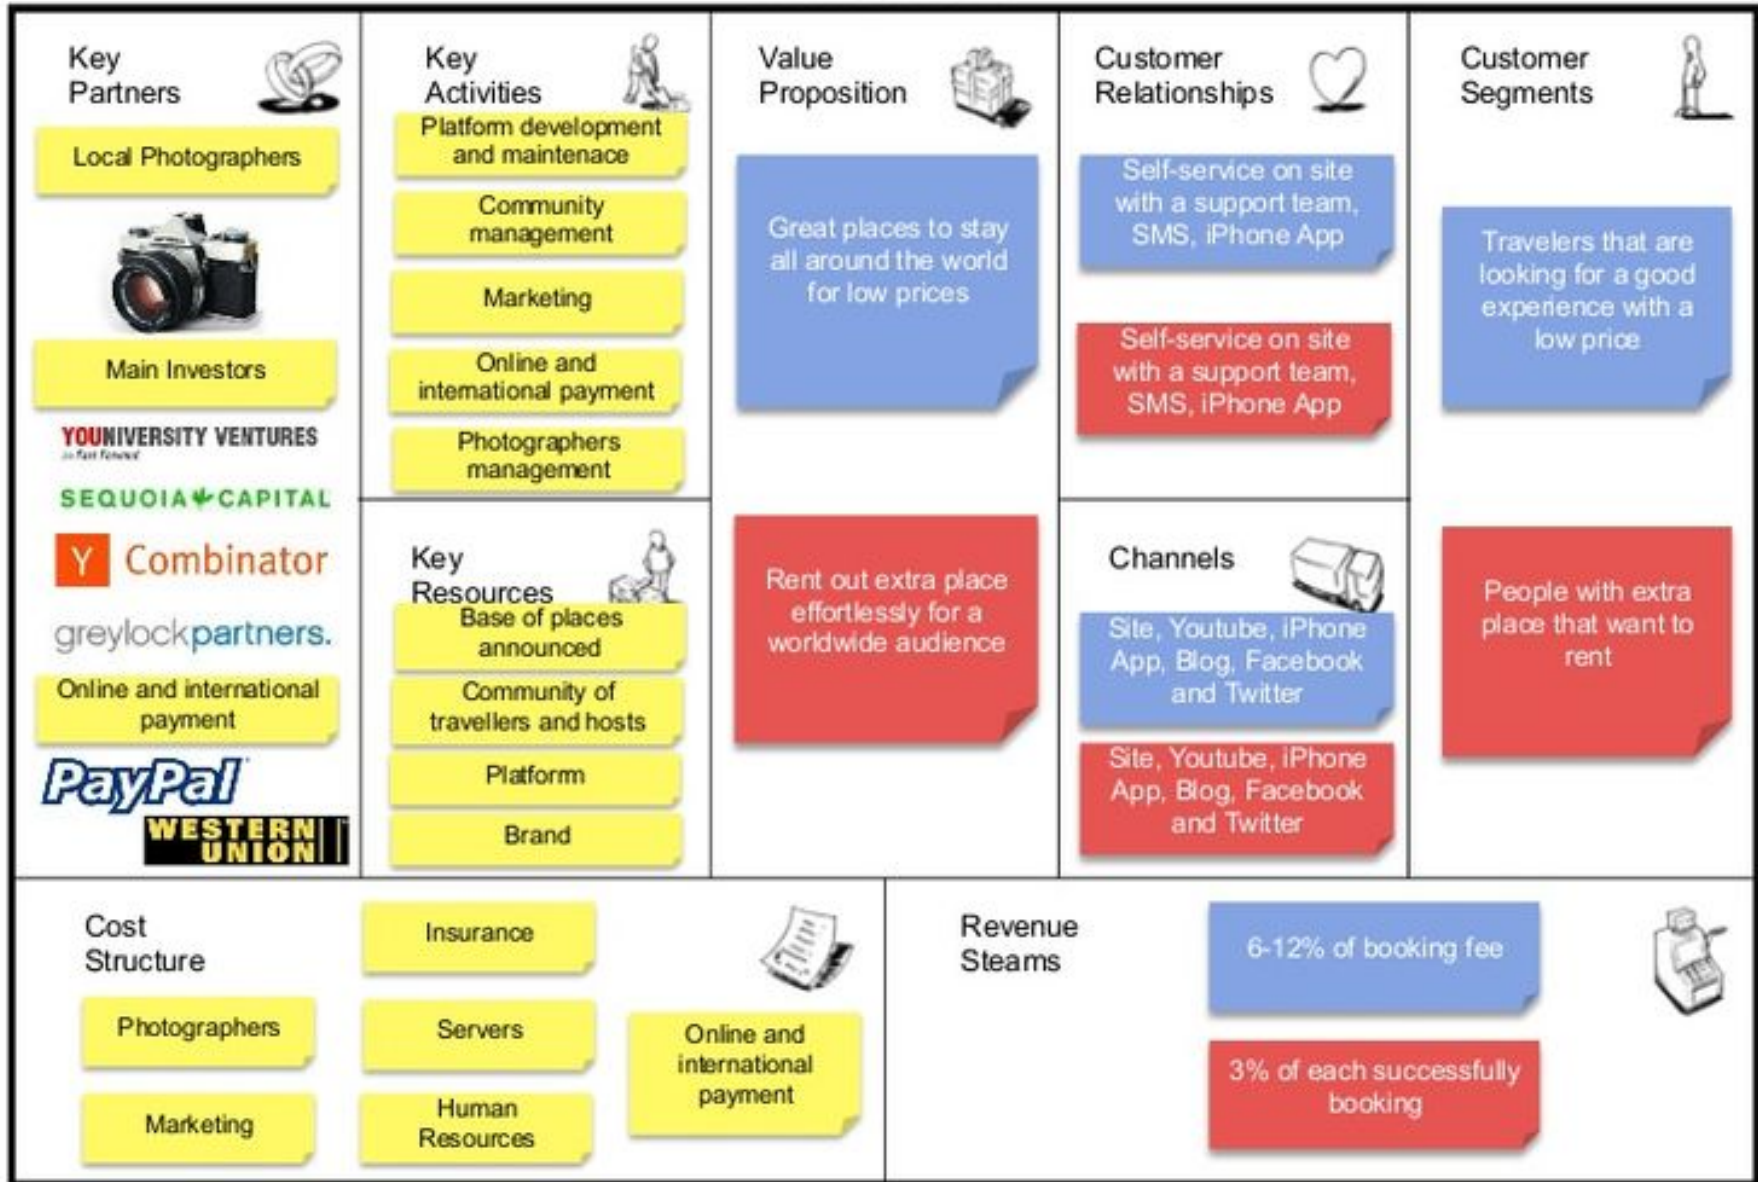 Key
Partners
Local Photographers
Main Investors
YOUNIVERSITY VENTURES
SEQUOIA CAPITAL
Y Combinator
greylockpartners.
Online and international
payment
PayPal
WESTERN
UNION
Key
Activities
Platform development
and maintenace
Community
management
Marketing
Online and
international payment
Photographers
management
Key
Resources
Base of places
announced
Community of
travellers and hosts
Platform
Brand
Value
Proposition
Great places to stay
all around the world
for low prices
Rent out extra place
effortlessly for a
worldwide audience
Customer
Relationships
Self-service on site
with a support team,
SMS, iPhone App
Self-service on site
with a support team,
SMS, iPhone App
Channels
Site, Youtube, iPhone
App, Blog, Facebook
and Twitter
Site, Youtube, iPhone
App, Blog, Facebook
and Twitter
Customer
Segments
Travelers that are
looking for a good
experience with a
low price
People with extra
place that want to
rent
Cost
Structure
Photographers
Marketing
Insurance
Servers
Human
Resources
Online and
international
payment
Revenue
Steams
6-12% of booking fee
3% of each successfully
booking